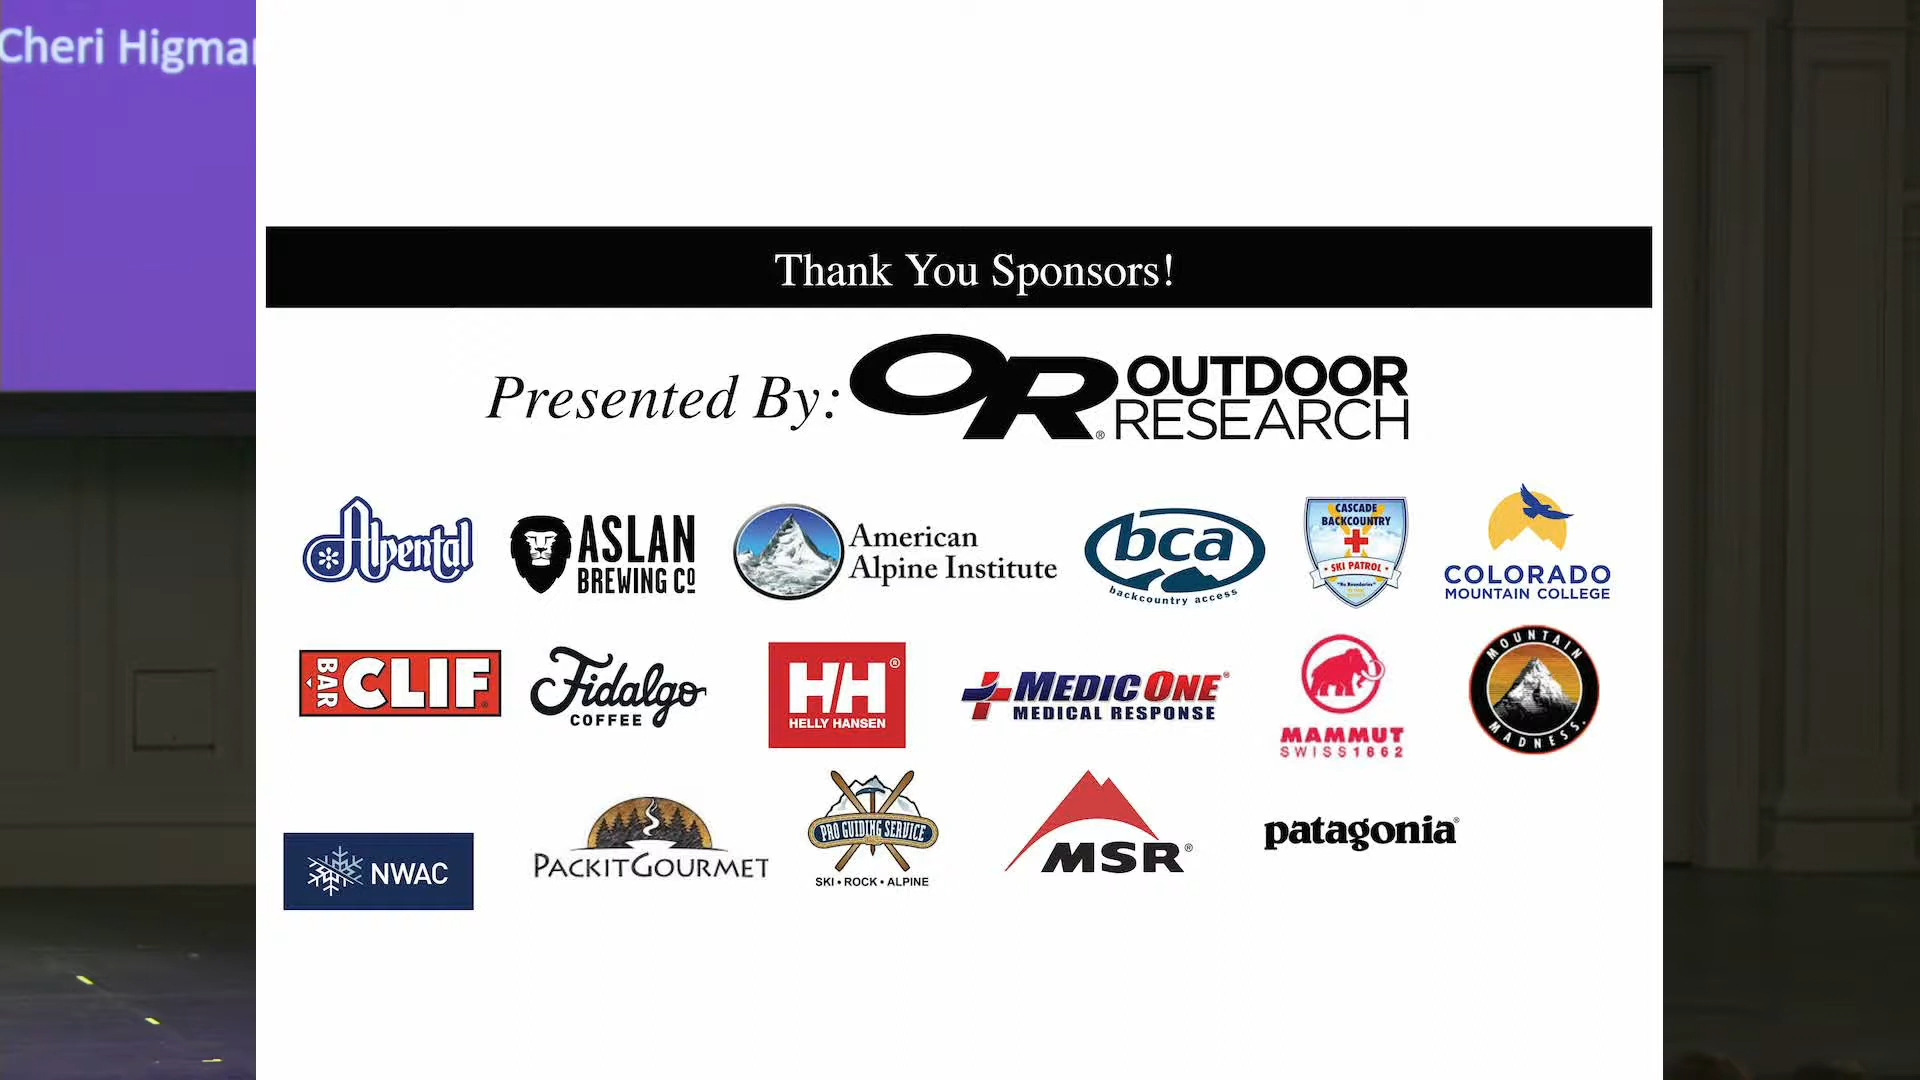 Cheri Higma
Thank You Sponsors!
Presented By:
OR® OUTDOOR
RESEARCH
Alpental
ASLAN
BREWING Cº
American
Alpine Institute
bca
backcountry access
CASCADE
BACKCOUNTRY
SKI PATROL
"No Boundaries"
COLORADO
MOUNTAIN COLLEGE
CLIF®
BAR
Fidalgo
COFFEE
H/H®
HELLY HANSEN
MEDIC ONE®
MEDICAL RESPONSE
MAMMUT
SWISS 1862
MOUNTAIN
MADNESS.
NWAC
PACKITGOURMET
PRO GUIDING SERVICE
SKI • ROCK • ALPINE
MSR®
patagonia®